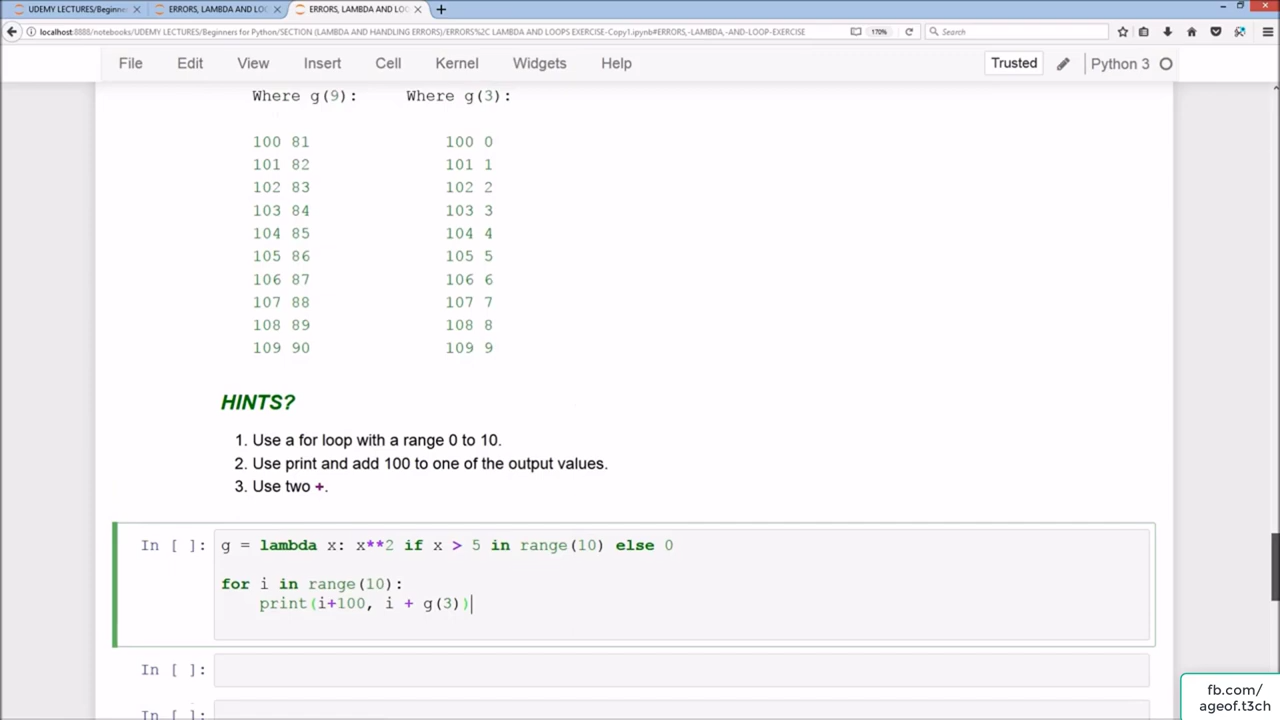 UDEMY LECTURES/Beginne
ERRORS, LAMBDA AND LOO
ERRORS, LAMBDA AND LOO
localhost:8888/notebooks/UDEMY LECTURES/Beginners for Python/SECTION (LAMBDA AND HANDLING ERRORS)/ERRORS%2C LAMBDA AND LOOPS EXERCISE-Copy1.ipynb#ERRORS,-LAMBDA,-AND-LOOP-EXERCISE
170%
Search
File Edit View Insert Cell Kernel Widgets Help
Trusted
Python 3
Where g(9): Where g(3):
100 81 100 0
101 82 101 1
102 83 102 2
103 84 103 3
104 85 104 4
105 86 105 5
106 87 106 6
107 88 107 7
108 89 108 8
109 90 109 9
HINTS?
1. Use a for loop with a range 0 to 10.
2. Use print and add 100 to one of the output values.
3. Use two +.
In [ ]: g = lambda x: x**2 if x > 5 in range(10) else 0
for i in range(10):
print(i+100, i + g(3))
In [ ]:
In [ ]:
fb.com/
ageof.t3ch